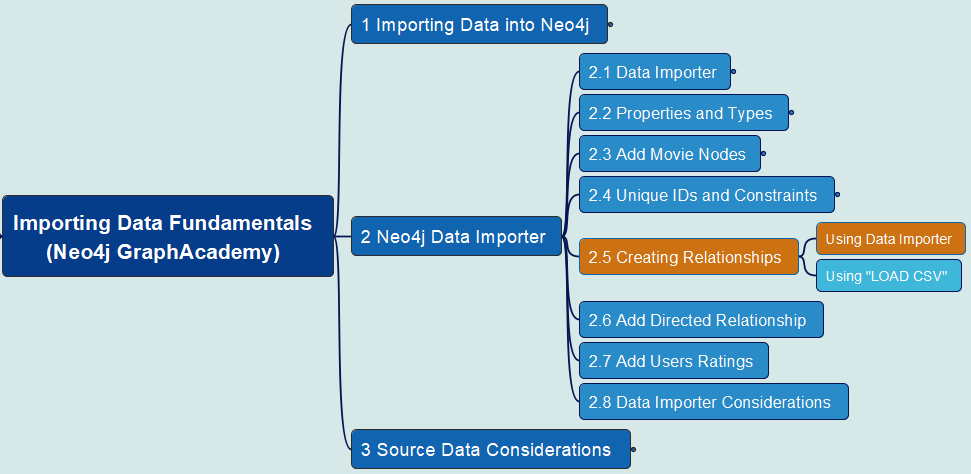 1 Importing Data into Neo4j
2.1 Data Importer
2.2 Properties and Types
2.3 Add Movie Nodes
2.4 Unique IDs and Constraints
Importing Data Fundamentals
(Neo4j GraphAcademy)
2 Neo4j Data Importer
2.5 Creating Relationships
Using Data Importer
Using "LOAD CSV"
2.6 Add Directed Relationship
2.7 Add Users Ratings
2.8 Data Importer Considerations
3 Source Data Considerations